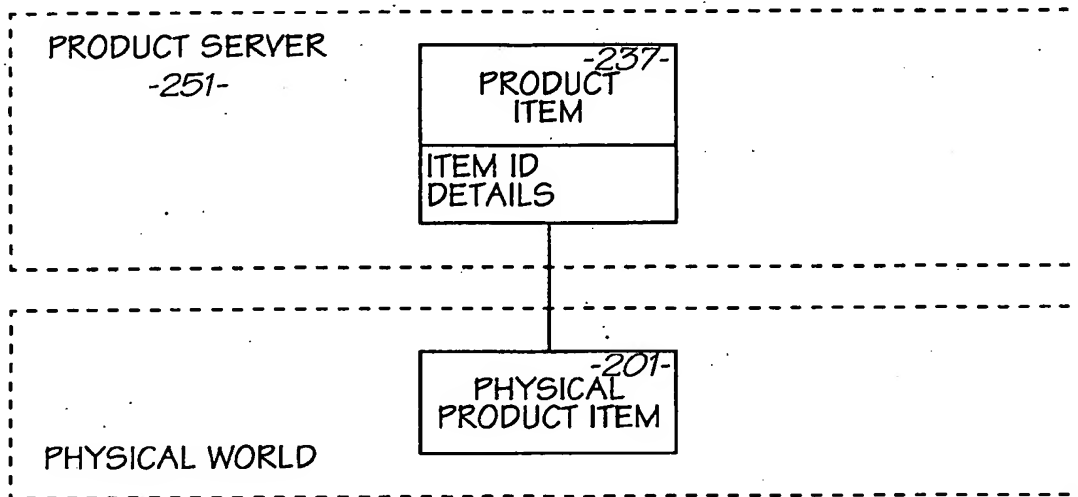 PRODUCT SERVER
-251-
-237-
PRODUCT
ITEM
ITEM ID
DETAILS
-201-
PHYSICAL
PRODUCT ITEM
PHYSICAL WORLD